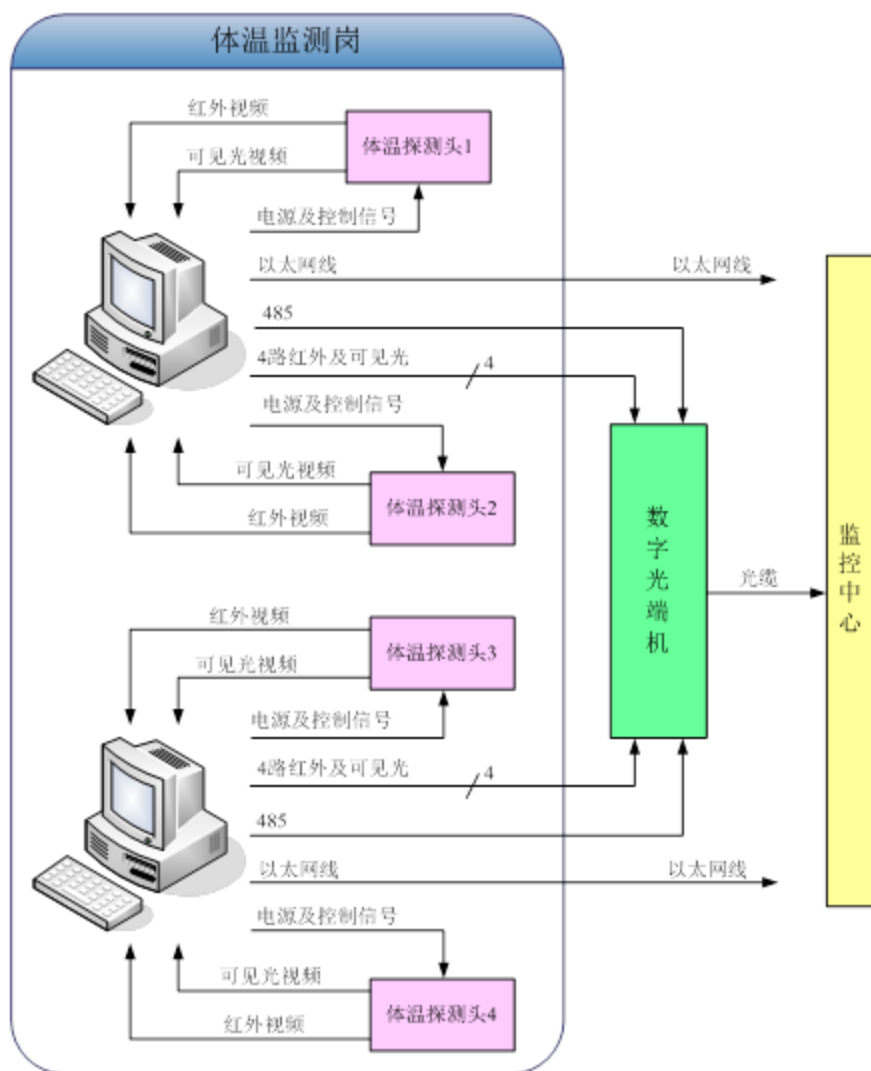 体温监测岗
红外视频
体温探测头1
可见光视频
电源及控制信号
以太网线
以太网线
485
4路红外及可见光
4
电源及控制信号
可见光视频
体温探测头2
红外视频
数字光端机
光缆
监控中心
红外视频
体温探测头3
可见光视频
电源及控制信号
4路红外及可见光
4
485
以太网线
以太网线
电源及控制信号
可见光视频
体温探测头4
红外视频